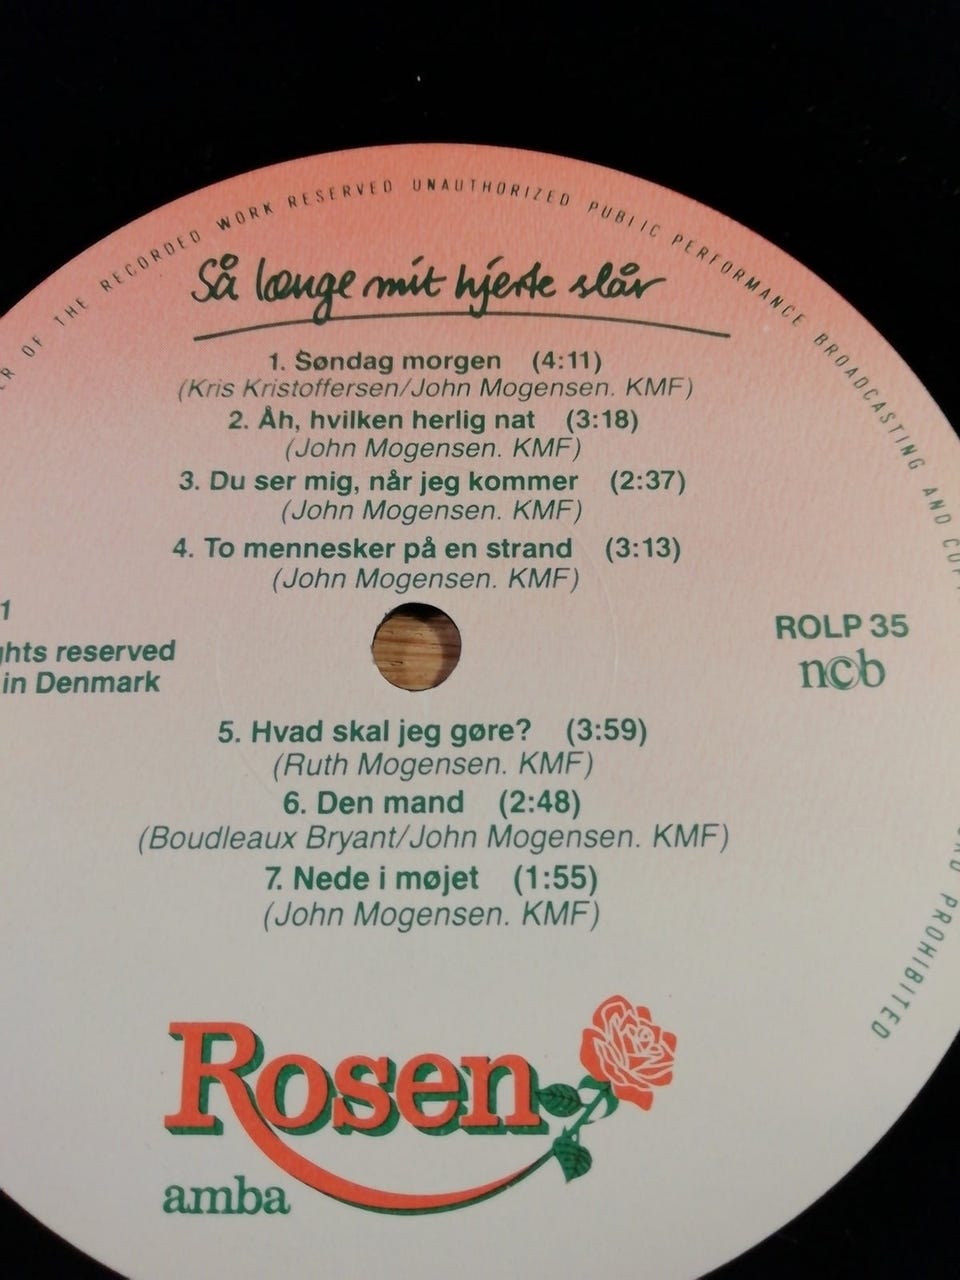 OF THE RECORDED WORK RESERVED UNAUTHORIZED PUBLIC PERFORMANCE BROADCASTING AND
PROHIBITED
Så længe mit hjerte slår
1. Søndag morgen (4:11)
(Kris Kristoffersen/John Mogensen. KMF)
2. Åh, hvilken herlig nat (3:18)
(John Mogensen. KMF)
3. Du ser mig, når jeg kommer (2:37)
(John Mogensen. KMF)
4. To mennesker på en strand (3:13)
(John Mogensen. KMF)
1
reserved
in Denmark
ROLP 35
ncb
5. Hvad skal jeg gøre? (3:59)
(Ruth Mogensen. KMF)
6. Den mand (2:48)
(Boudleaux Bryant/John Mogensen. KMF)
7. Nede i møjet (1:55)
(John Mogensen. KMF)
Rosen
amba